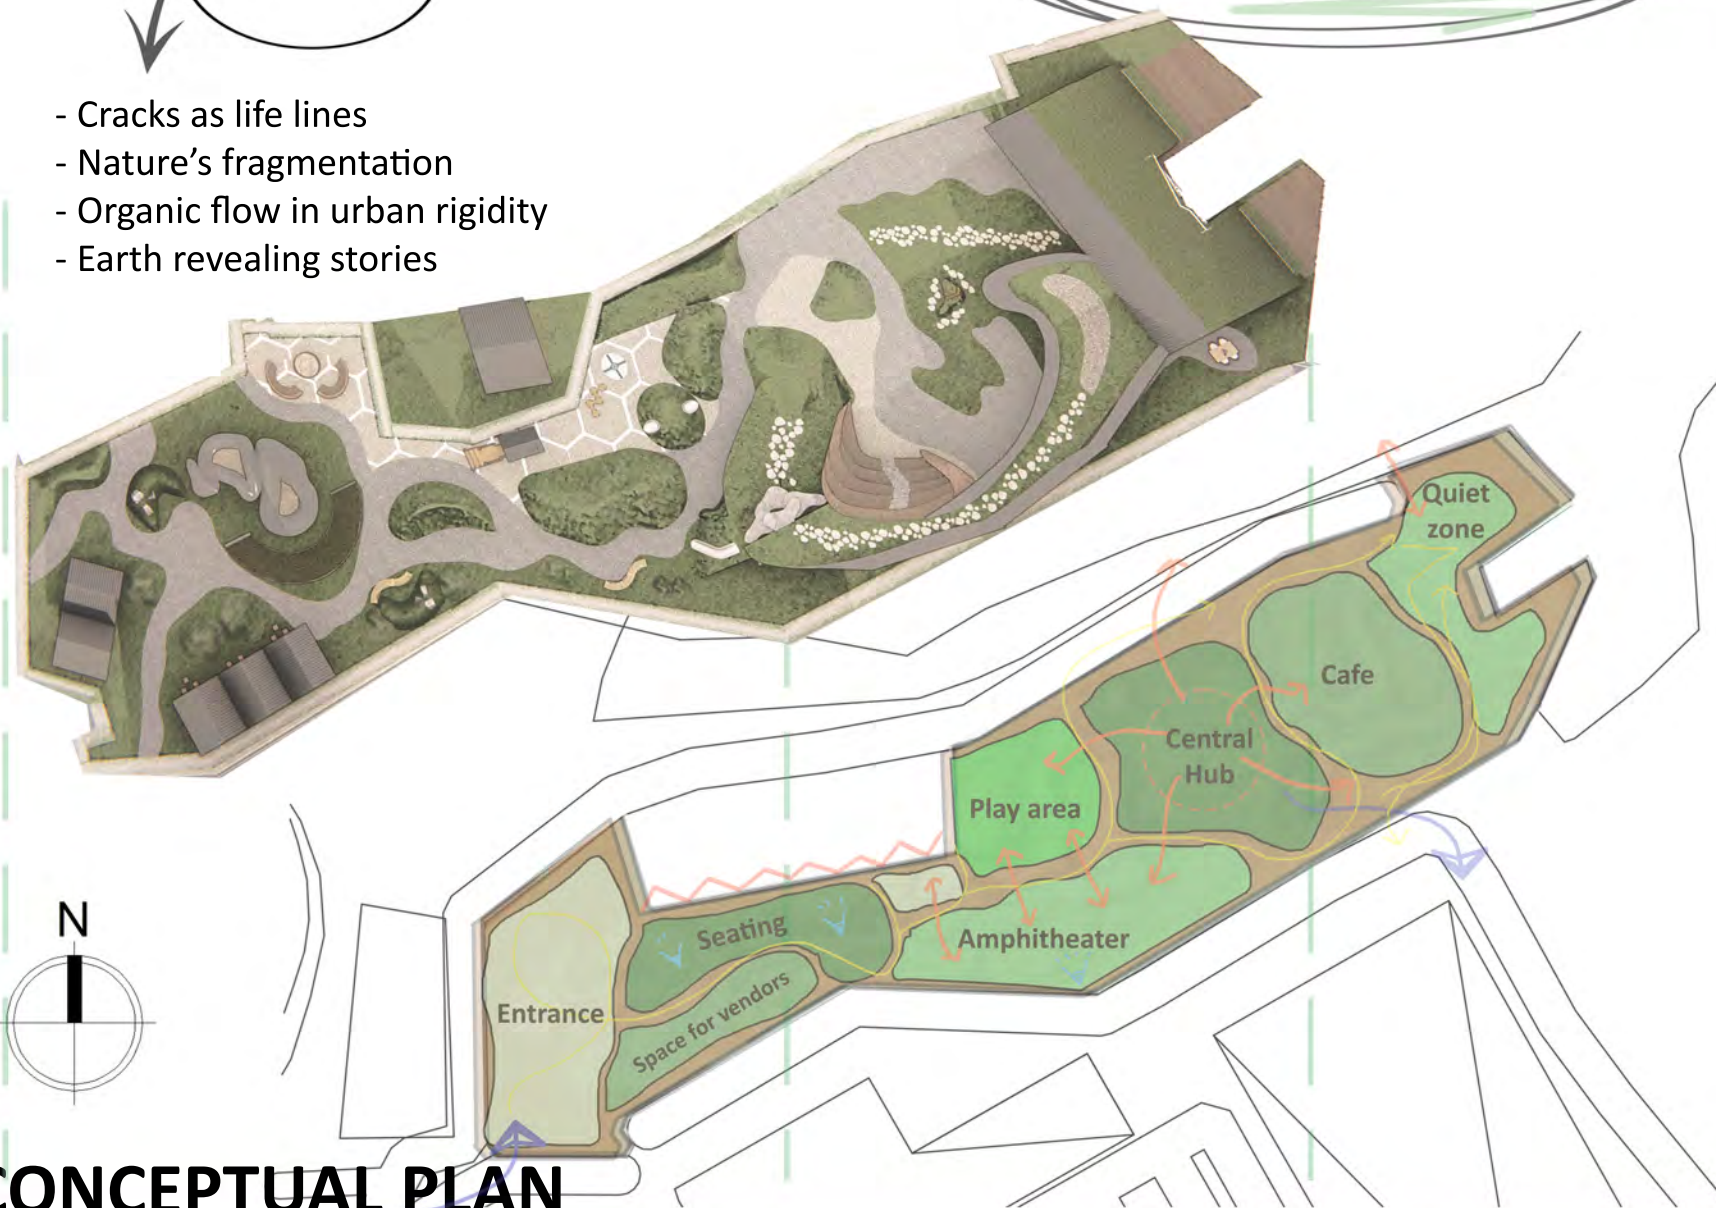 - Cracks as life lines
- Nature’s fragmentation
- Organic flow in urban rigidity
- Earth revealing stories
Quiet
zone
Cafe
Central
Hub
Play area
Seating
Amphitheater
Entrance
Space for vendors
N
CONCEPTUAL PLAN